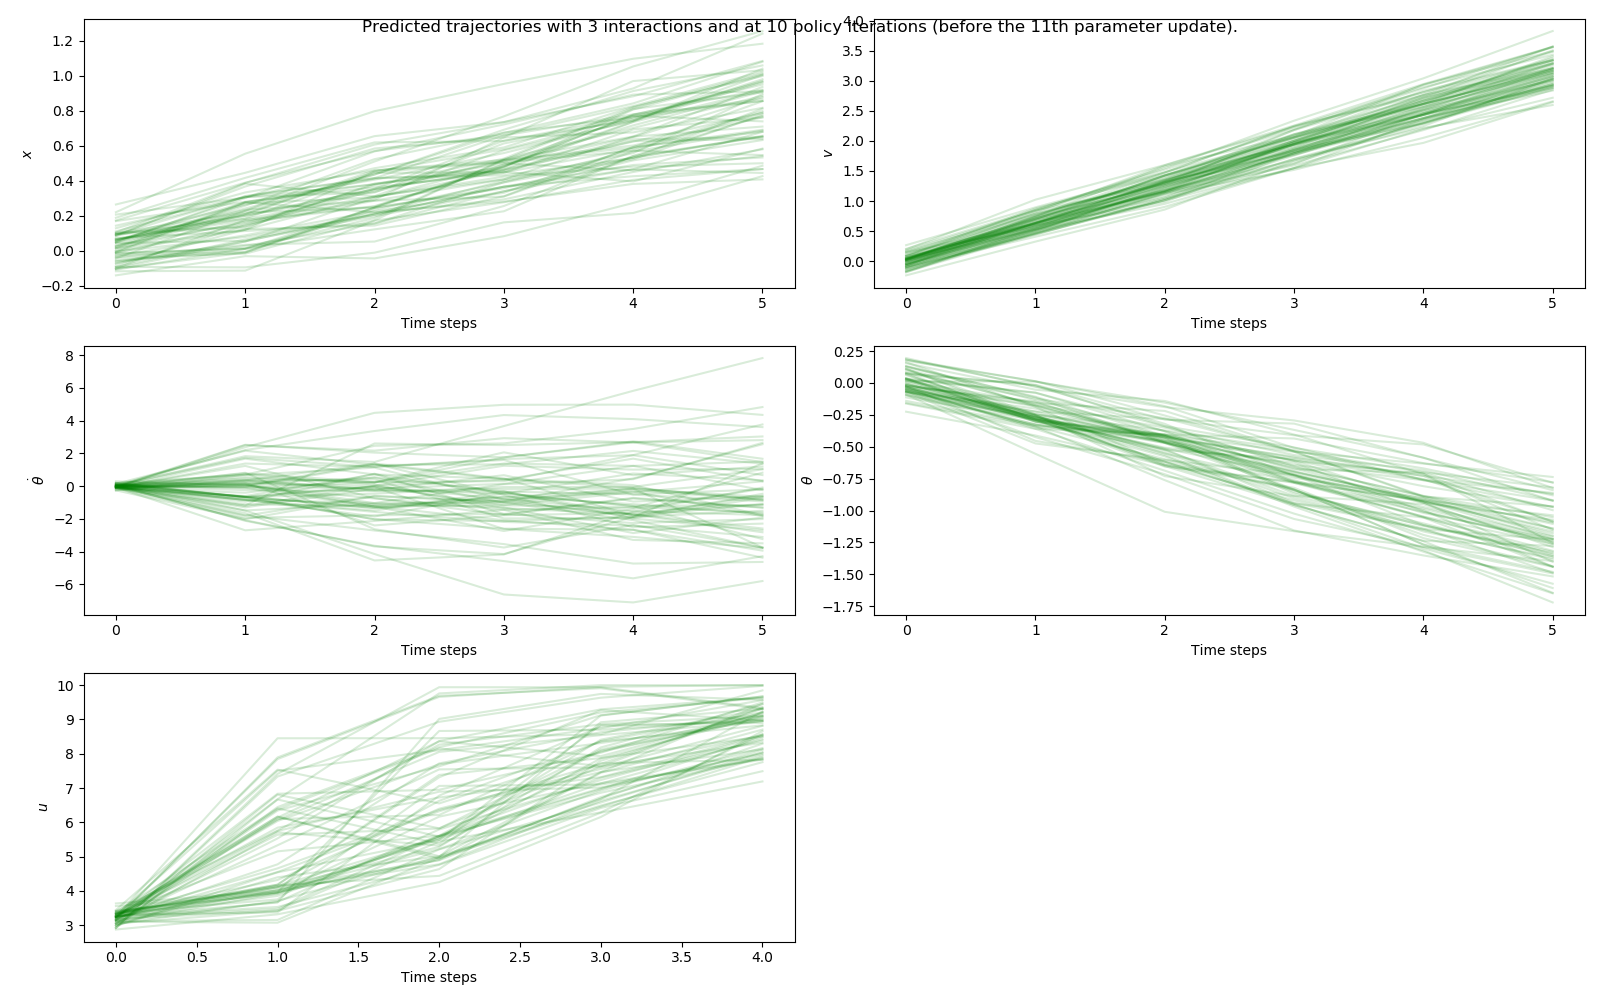 Predicted trajectories with 3 interactions and at 10 policy iterations (before the 11th parameter update).
1.2
1.0
0.8
0.6
0.4
0.2
0.0
−0.2
x
0 1 2 3 4 5
Time steps
4.0
3.5
3.0
2.5
2.0
1.5
1.0
0.5
0.0
v
0 1 2 3 4 5
Time steps
8
6
4
2
0
−2
−4
−6
θ̇
0 1 2 3 4 5
Time steps
0.25
0.00
−0.25
−0.50
−0.75
−1.00
−1.25
−1.50
−1.75
θ
0 1 2 3 4 5
Time steps
10
9
8
7
6
5
4
3
u
0.0 0.5 1.0 1.5 2.0 2.5 3.0 3.5 4.0
Time steps